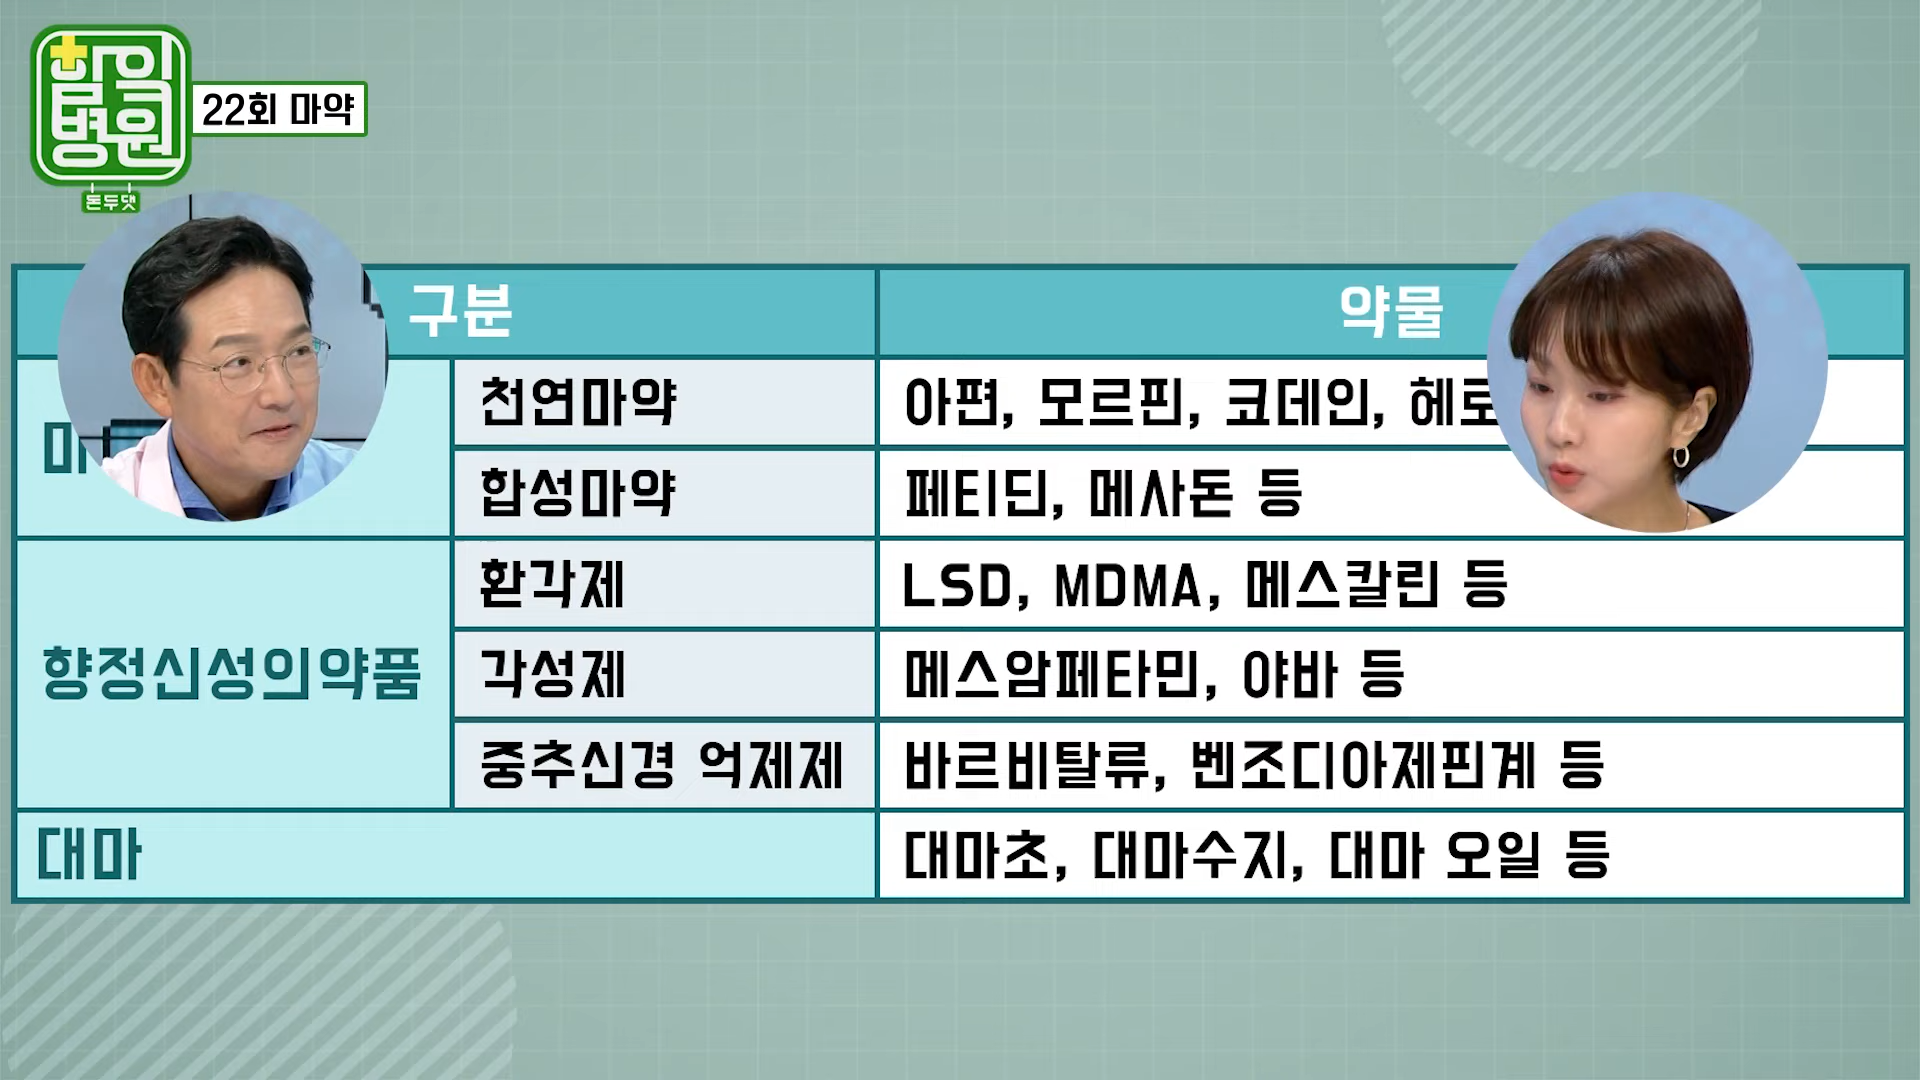 할 익
병원
돈두댓
22회 마약
구분 약물
천연마약 아편, 모르핀, 코데인,
합성마약 페티딘, 메사돈 등
향정신성의약품
환각제 LSD, MDMA, 메스칼린 등
각성제 메스암페타민, 야바 등
중추신경 억제제 바르비탈류, 벤조디아제핀계 등
대마 대마초, 대마수지, 대마 오일 등